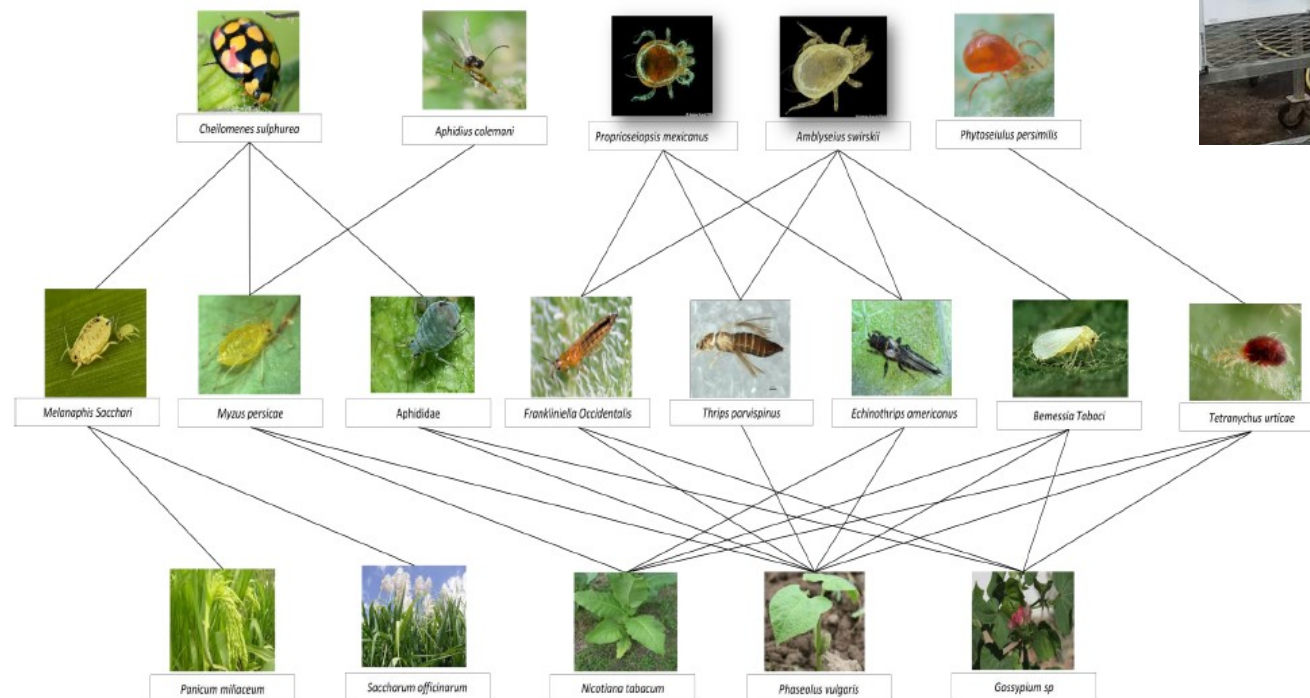 Cheilomenes sulphurea
Aphidius colemani
Proprioseiopsis mexicanus
Amblyseius swirskii
Phytoseiulus persimilis
Melanaphis Sacchari
Myzus persicae
Aphididae
Frankliniella Occidentalis
Thrips parvispinus
Echinothrips americanus
Bemessia Tabaci
Tetranychus urticae
Panicum miliaceum
Saccharum officinarum
Nicotiana tabacum
Phaseolus vulgaris
Gossypium sp